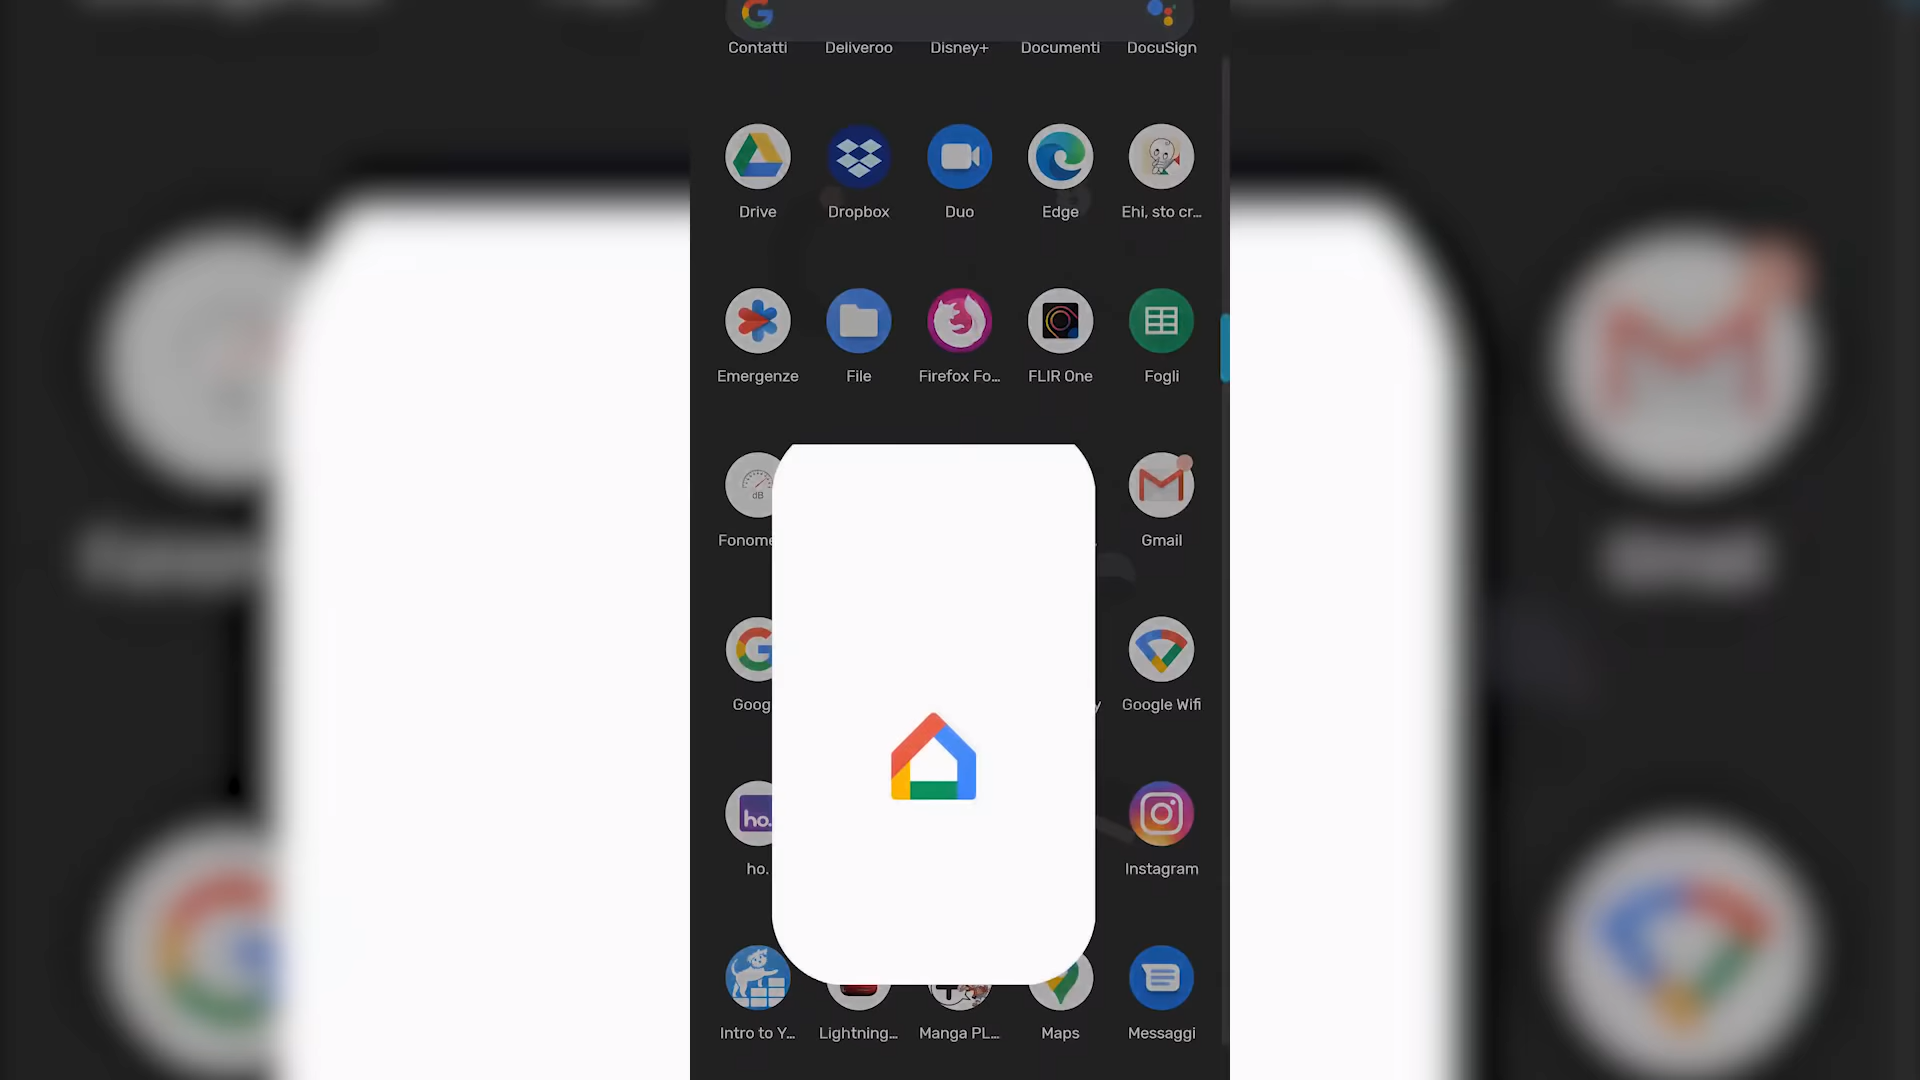 Contatti Deliveroo Disney+ Documenti DocuSign
Drive Dropbox Duo Edge Ehi, sto cr...
Emergenze File Firefox Fo... FLIR One Fogli
dB
Fonome Gmail
Goog y Google Wifi
ho.
ho. Instagram
Intro to Y... Lightning... Manga PL... Maps Messaggi